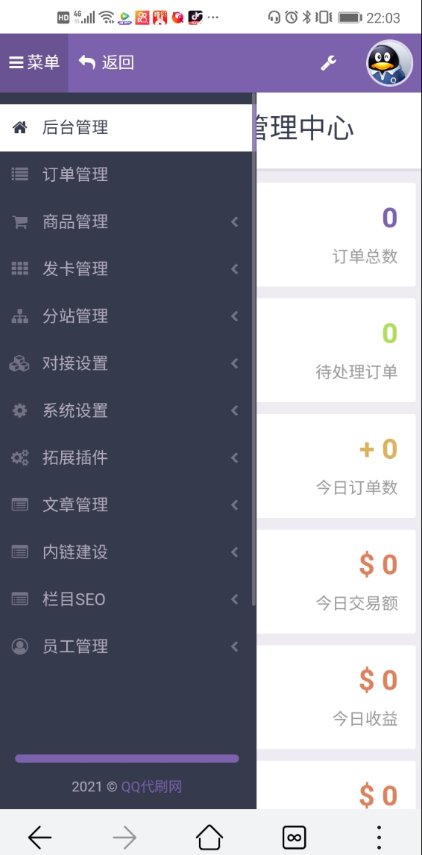 HD 4G 22:03
菜单 返回
后台管理
管理中心
订单管理
商品管理
发卡管理
分站管理
对接设置
系统设置
拓展插件
文章管理
内链建设
栏目SEO
员工管理
2021 © QQ代刷网
0
订单总数
0
待处理订单
+ 0
今日订单数
$ 0
今日交易额
$ 0
今日收益
$ 0